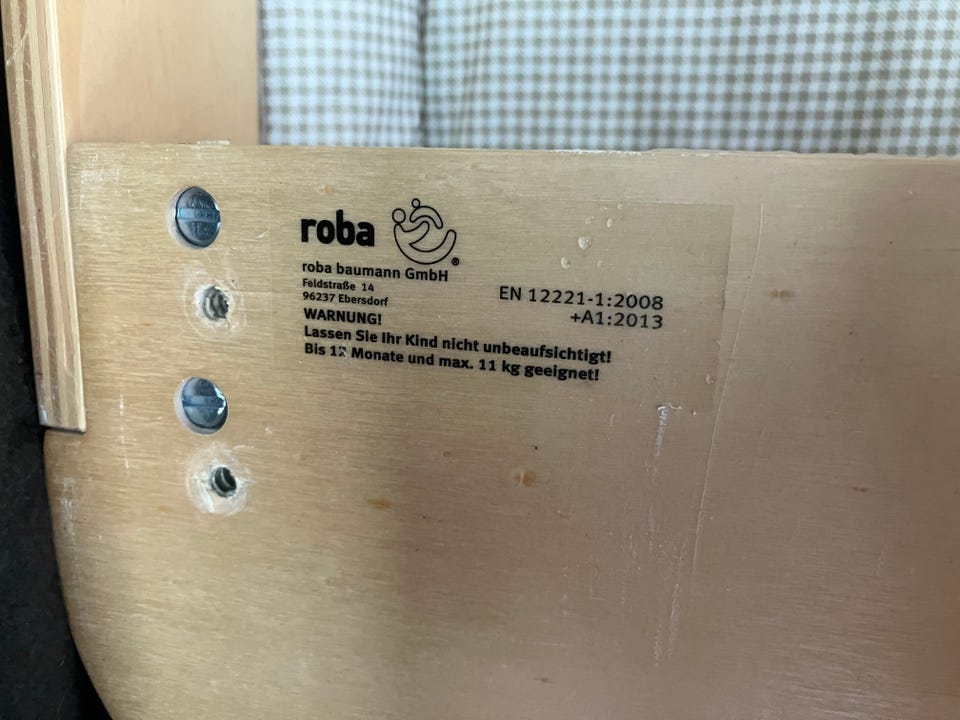 roba
®
roba baumann GmbH
Feldstraße 14
96237 Ebersdorf
EN 12221-1:2008
+A1:2013
WARNUNG!
Lassen Sie Ihr Kind nicht unbeaufsichtigt!
Bis 12 Monate und max. 11 kg geeignet!